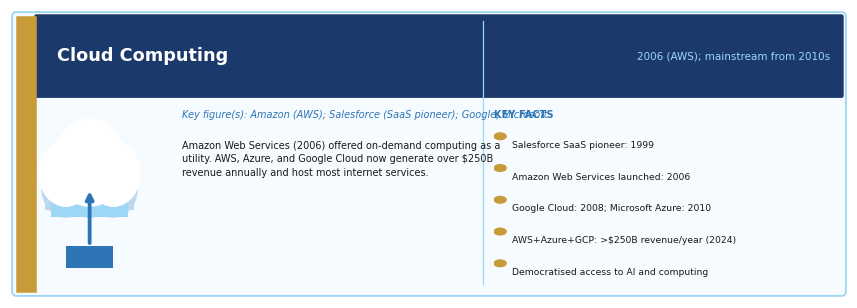 Cloud Computing
2006 (AWS); mainstream from 2010s
Key figure(s): Amazon (AWS); Salesforce (SaaS pioneer); Google,
Amazon Web Services (2006) offered on-demand computing as a
utility. AWS, Azure, and Google Cloud now generate over $250B
revenue annually and host most internet services.
KEY FACTS
Salesforce SaaS pioneer: 1999
Amazon Web Services launched: 2006
Google Cloud: 2008; Microsoft Azure: 2010
AWS+Azure+GCP: >$250B revenue/year (2024)
Democratised access to AI and computing